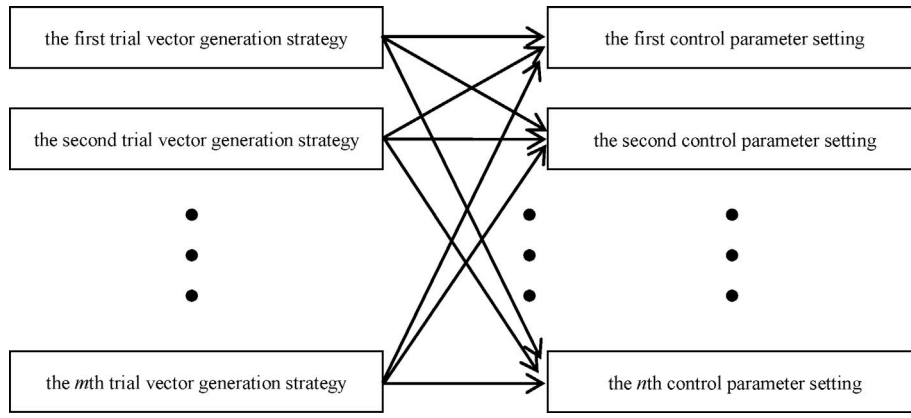 the first trial vector generation strategy
the first control parameter setting
the second trial vector generation strategy
the second control parameter setting
the mth trial vector generation strategy
the nth control parameter setting